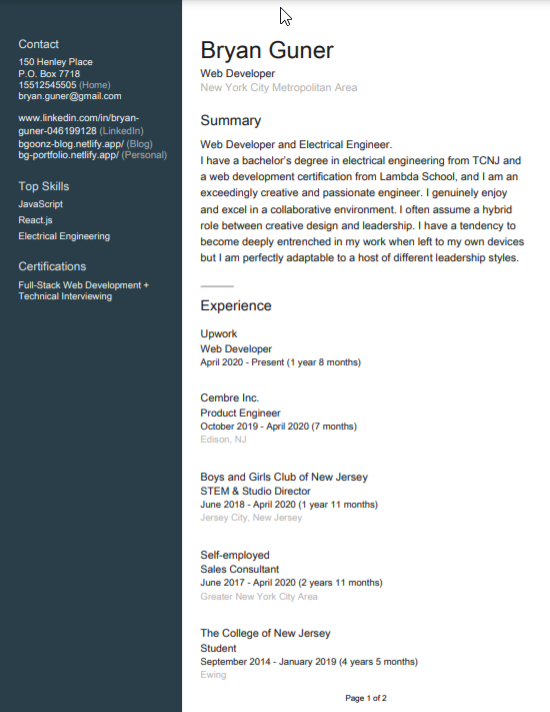 Contact
150 Henley Place
P.O. Box 7718
15512545505 (Home)
bryan.guner@gmail.com
www.linkedin.com/in/bryan-
guner-046199128 (LinkedIn)
bgoonz-blog.netlify.app/ (Blog)
bg-portfolio.netlify.app/ (Personal)
Top Skills
JavaScript
React.js
Electrical Engineering
Certifications
Full-Stack Web Development +
Technical Interviewing
Bryan Guner
Web Developer
New York City Metropolitan Area
Summary
Web Developer and Electrical Engineer.
I have a bachelor's degree in electrical engineering from TCNJ and
a web development certification from Lambda School, and I am an
exceedingly creative and passionate engineer. I genuinely enjoy
and excel in a collaborative environment. I often assume a hybrid
role between creative design and leadership. I have a tendency to
become deeply entrenched in my work when left to my own devices
but I am perfectly adaptable to a host of different leadership styles.
Experience
Upwork
Web Developer
April 2020 - Present (1 year 8 months)
Cembre Inc.
Product Engineer
October 2019 - April 2020 (7 months)
Edison, NJ
Boys and Girls Club of New Jersey
STEM & Studio Director
June 2018 - April 2020 (1 year 11 months)
Jersey City, New Jersey
Self-employed
Sales Consultant
June 2017 - April 2020 (2 years 11 months)
Greater New York City Area
The College of New Jersey
Student
September 2014 - January 2019 (4 years 5 months)
Ewing
Page 1 of 2